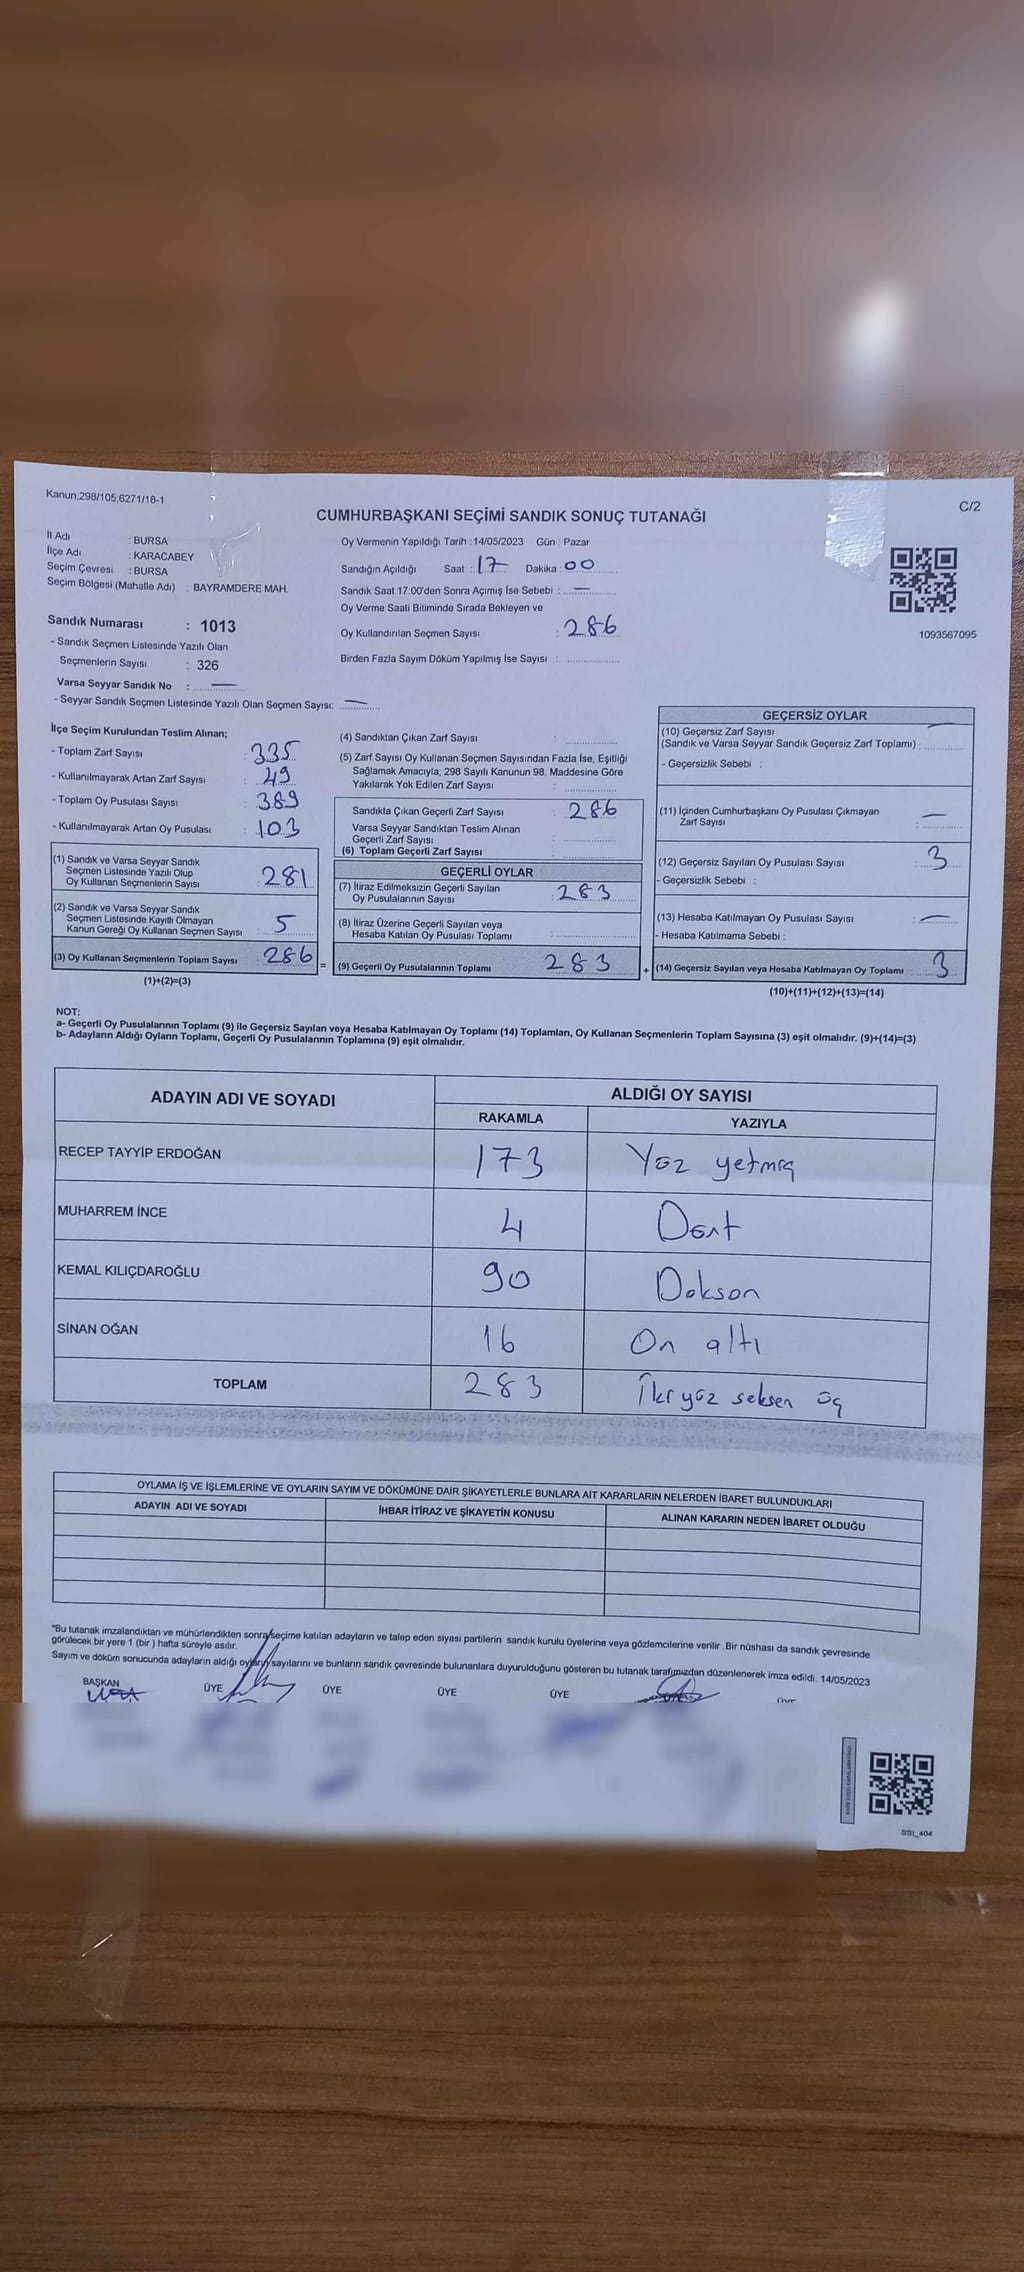 Kanun;298/105,6271/18-1
C/2
CUMHURBAŞKANI SEÇİMİ SANDIK SONUÇ TUTANAĞI
İl Adı : BURSA
İlçe Adı : KARACABEY
Seçim Çevresi : BURSA
Seçim Bölgesi (Mahalle Adı) : BAYRAMDERE MAH.
Oy Vermenin Yapıldığı Tarih : 14/05/2023 Gün : Pazar
Sandığın Açıldığı Saat : 17 Dakika : 00
Sandık Saat 17:00'den Sonra Açımış İse Sebebi : —
Oy Verme Saati Bitiminde Sırada Bekleyen ve
Oy Kullandırılan Seçmen Sayısı : 286
Birden Fazla Sayım Döküm Yapılmış İse Sayısı :
1093567095
Sandık Numarası : 1013
- Sandık Seçmen Listesinde Yazılı Olan
Seçmenlerin Sayısı : 326
Varsa Seyyar Sandık No : —
- Seyyar Sandık Seçmen Listesinde Yazılı Olan Seçmen Sayısı: —
İlçe Seçim Kurulundan Teslim Alınan;
- Toplam Zarf Sayısı : 335
- Kullanılmayarak Artan Zarf Sayısı : 49
- Toplam Oy Pusulası Sayısı : 389
- Kullanılmayarak Artan Oy Pusulası : 103
(1) Sandık ve Varsa Seyyar Sandık
Seçmen Listesinde Yazılı Olup
Oy Kullanan Seçmenlerin Sayısı : 281
(2) Sandık ve Varsa Seyyar Sandık
Seçmen Listesinde Kayıtlı Olmayan
Kanun Gereği Oy Kullanan Seçmen Sayısı : 5
(3) Oy Kullanan Seçmenlerin Toplam Sayısı : 286 =
(1)+(2)=(3)
(4) Sandıktan Çıkan Zarf Sayısı :
(5) Zarf Sayısı Oy Kullanan Seçmen Sayısından Fazla İse, Eşitliği
Sağlamak Amacıyla, 298 Sayılı Kanunun 98. Maddesine Göre
Yakılarak Yok Edilen Zarf Sayısı :
Sandıkta Çıkan Geçerli Zarf Sayısı : 286
Varsa Seyyar Sandıktan Teslim Alınan
Geçerli Zarf Sayısı :
(6) Toplam Geçerli Zarf Sayısı :
GEÇERLİ OYLAR
(7) İtiraz Edilmeksizin Geçerli Sayılan
Oy Pusulalarının Sayısı : 283
(8) İtiraz Üzerine Geçerli Sayılan veya
Hesaba Katılan Oy Pusulası Toplamı :
(9) Geçerli Oy Pusulalarının Toplamı 283 +
GEÇERSİZ OYLAR
(10) Geçersiz Zarf Sayısı —
(Sandık ve Varsa Seyyar Sandık Geçersiz Zarf Toplamı) :
- Geçersizlik Sebebi :
(11) İçinden Cumhurbaşkanı Oy Pusulası Çıkmayan
Zarf Sayısı : —
(12) Geçersiz Sayılan Oy Pusulası Sayısı : 3
- Geçersizlik Sebebi :
(13) Hesaba Katılmayan Oy Pusulası Sayısı : —
- Hesaba Katılmama Sebebi :
(14) Geçersiz Sayılan veya Hesaba Katılmayan Oy Toplamı : 3
(10)+(11)+(12)+(13)=(14)
NOT:
a- Geçerli Oy Pusulalarının Toplamı (9) ile Geçersiz Sayılan veya Hesaba Katılmayan Oy Toplamı (14) Toplamları, Oy Kullanan Seçmenlerin Toplam Sayısına (3) eşit olmalıdır. (9)+(14)=(3)
b- Adayların Aldığı Oyların Toplamı, Geçerli Oy Pusulalarının Toplamına (9) eşit olmalıdır.
ADAYIN ADI VE SOYADI ALDIĞI OY SAYISI
RAKAMLA YAZIYLA
RECEP TAYYİP ERDOĞAN 173 Yüz yetmiş
MUHARREM İNCE 4 Dört
KEMAL KILIÇDAROĞLU 90 Doksan
SİNAN OĞAN 16 On altı
TOPLAM 283 İki yüz seksen üç
OYLAMA İŞ VE İŞLEMLERİNE VE OYLARIN SAYIM VE DÖKÜMÜNE DAİR ŞİKAYETLERLE BUNLARA AİT KARARLARIN NELERDEN İBARET BULUNDUKLARI
ADAYIN ADI VE SOYADI İHBAR İTİRAZ VE ŞİKAYETİN KONUSU ALINAN KARARIN NEDEN İBARET OLDUĞU
*Bu tutanak imzalandıktan ve mühürlendikten sonra seçime katılan adayların ve talep eden siyasi partilerin sandık kurulu üyelerine veya gözlemcilerine verilir. Bir nüshası da sandık çevresinde
görülecek bir yere 1 (bir ) hafta süreyle asılır.
Sayım ve döküm sonucunda adayların aldığı oyların sayılarını ve bunların sandık çevresinde bulunanlara duyurulduğunu gösteren bu tutanak tarafımızdan düzenlenerek imza edildi. 14/05/2023
BAŞKAN ÜYE ÜYE ÜYE ÜYE
SSİ_404